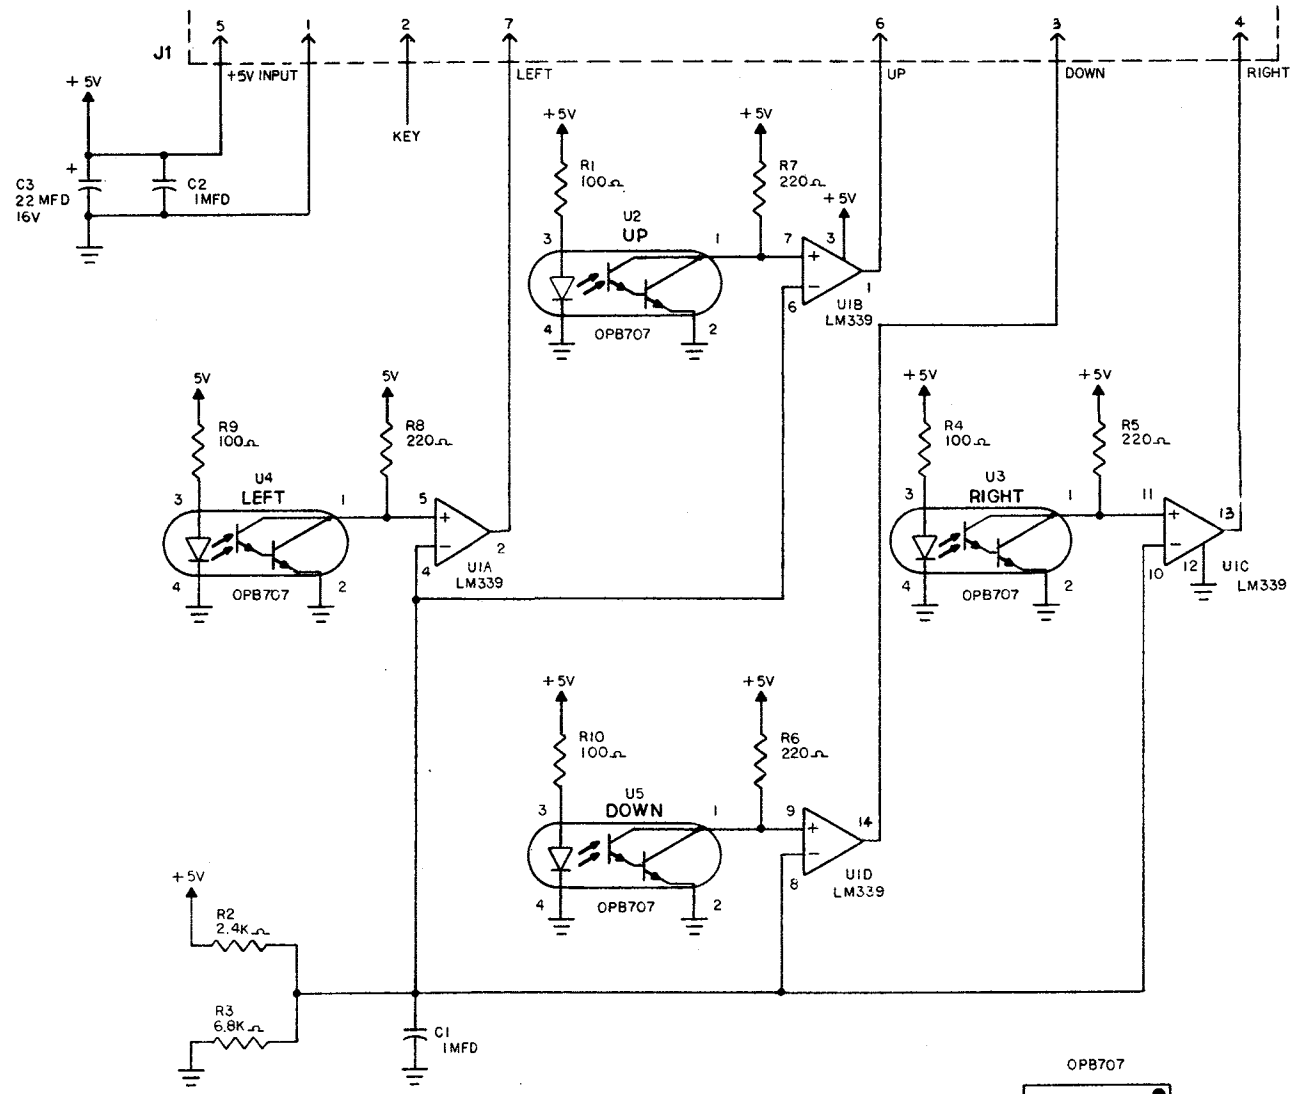 5 1 2 7 6 3 4
J1
+5V INPUT LEFT UP DOWN RIGHT
+5V
KEY
+
C3
22 MFD
16V
C2
1MFD
+5V
R1
100Ω
+5V
R7
220Ω
+5V
U2
UP
3 1
4 2
OPB707
7 3
+
-
6 1
U1B
LM339
5V
R9
100Ω
5V
R8
220Ω
U4
LEFT
3 1
4 2
OPB707
5
+
-
4 2
U1A
LM339
+5V
R4
100Ω
+5V
R5
220Ω
U3
RIGHT
3 1
4 2
OPB707
11 13
+
-
10 12
U1C
LM339
+5V
R10
100Ω
+5V
R6
220Ω
U5
DOWN
3 1
4 2
OPB707
9 14
+
-
8
U1D
LM339
+5V
R2
2.4KΩ
R3
6.8KΩ
C1
1MFD
OPB707